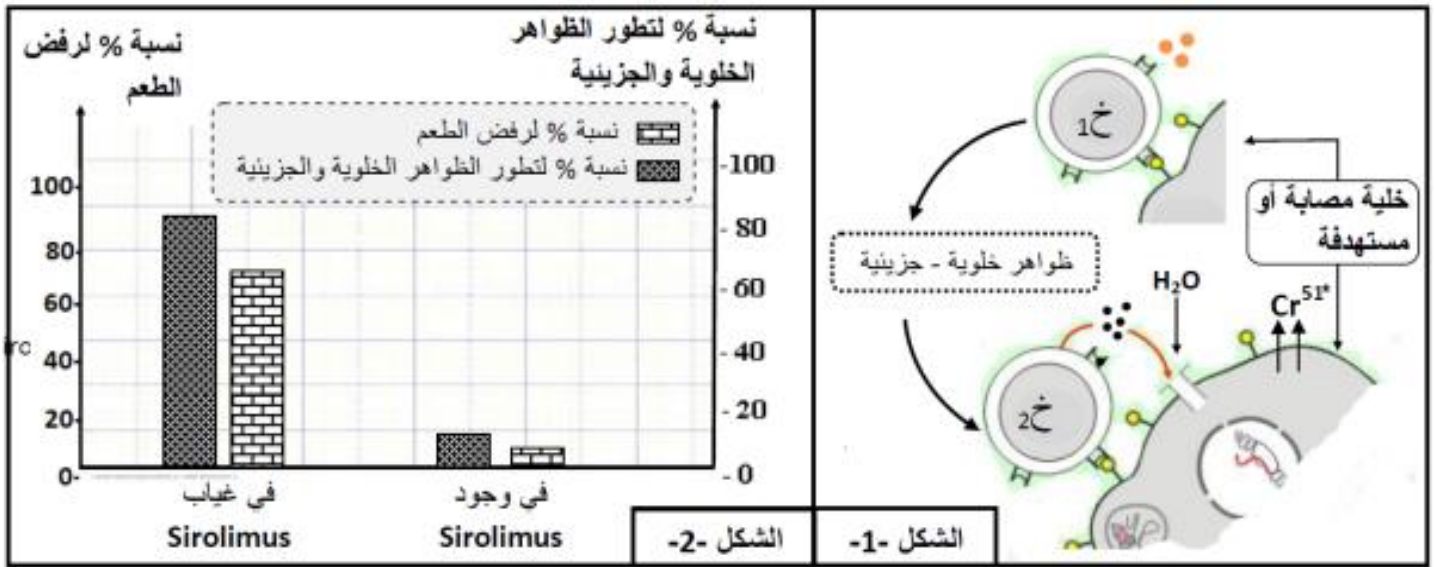 نسبة % لرفض
الطعم
نسبة % لتطور الظواهر
الخلوية والجزيئية
نسبة % لرفض الطعم
نسبة % لتطور الظواهر الخلوية والجزيئية
100
80
60
40
20
0
100
80
60
40
20
0
irc
في غياب
Sirolimus
في وجود
Sirolimus
الشكل -2-
خ1
خلية مصابة أو
مستهدفة
ظواهر خلوية - جزيئية
H₂O
Cr⁵¹*
خ2
الشكل -1-